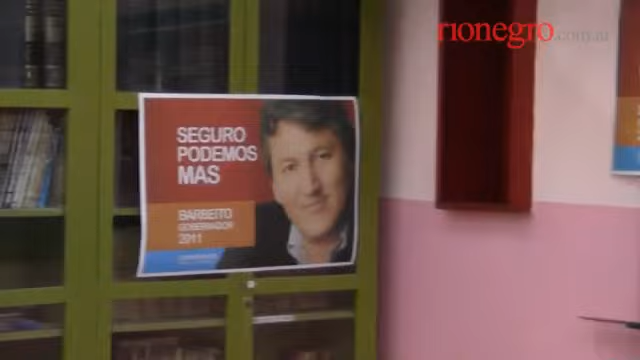 rionegro.com.ar
SEGURO
PODEMOS
MAS
BARBEITO
GOBERNADOR
2011